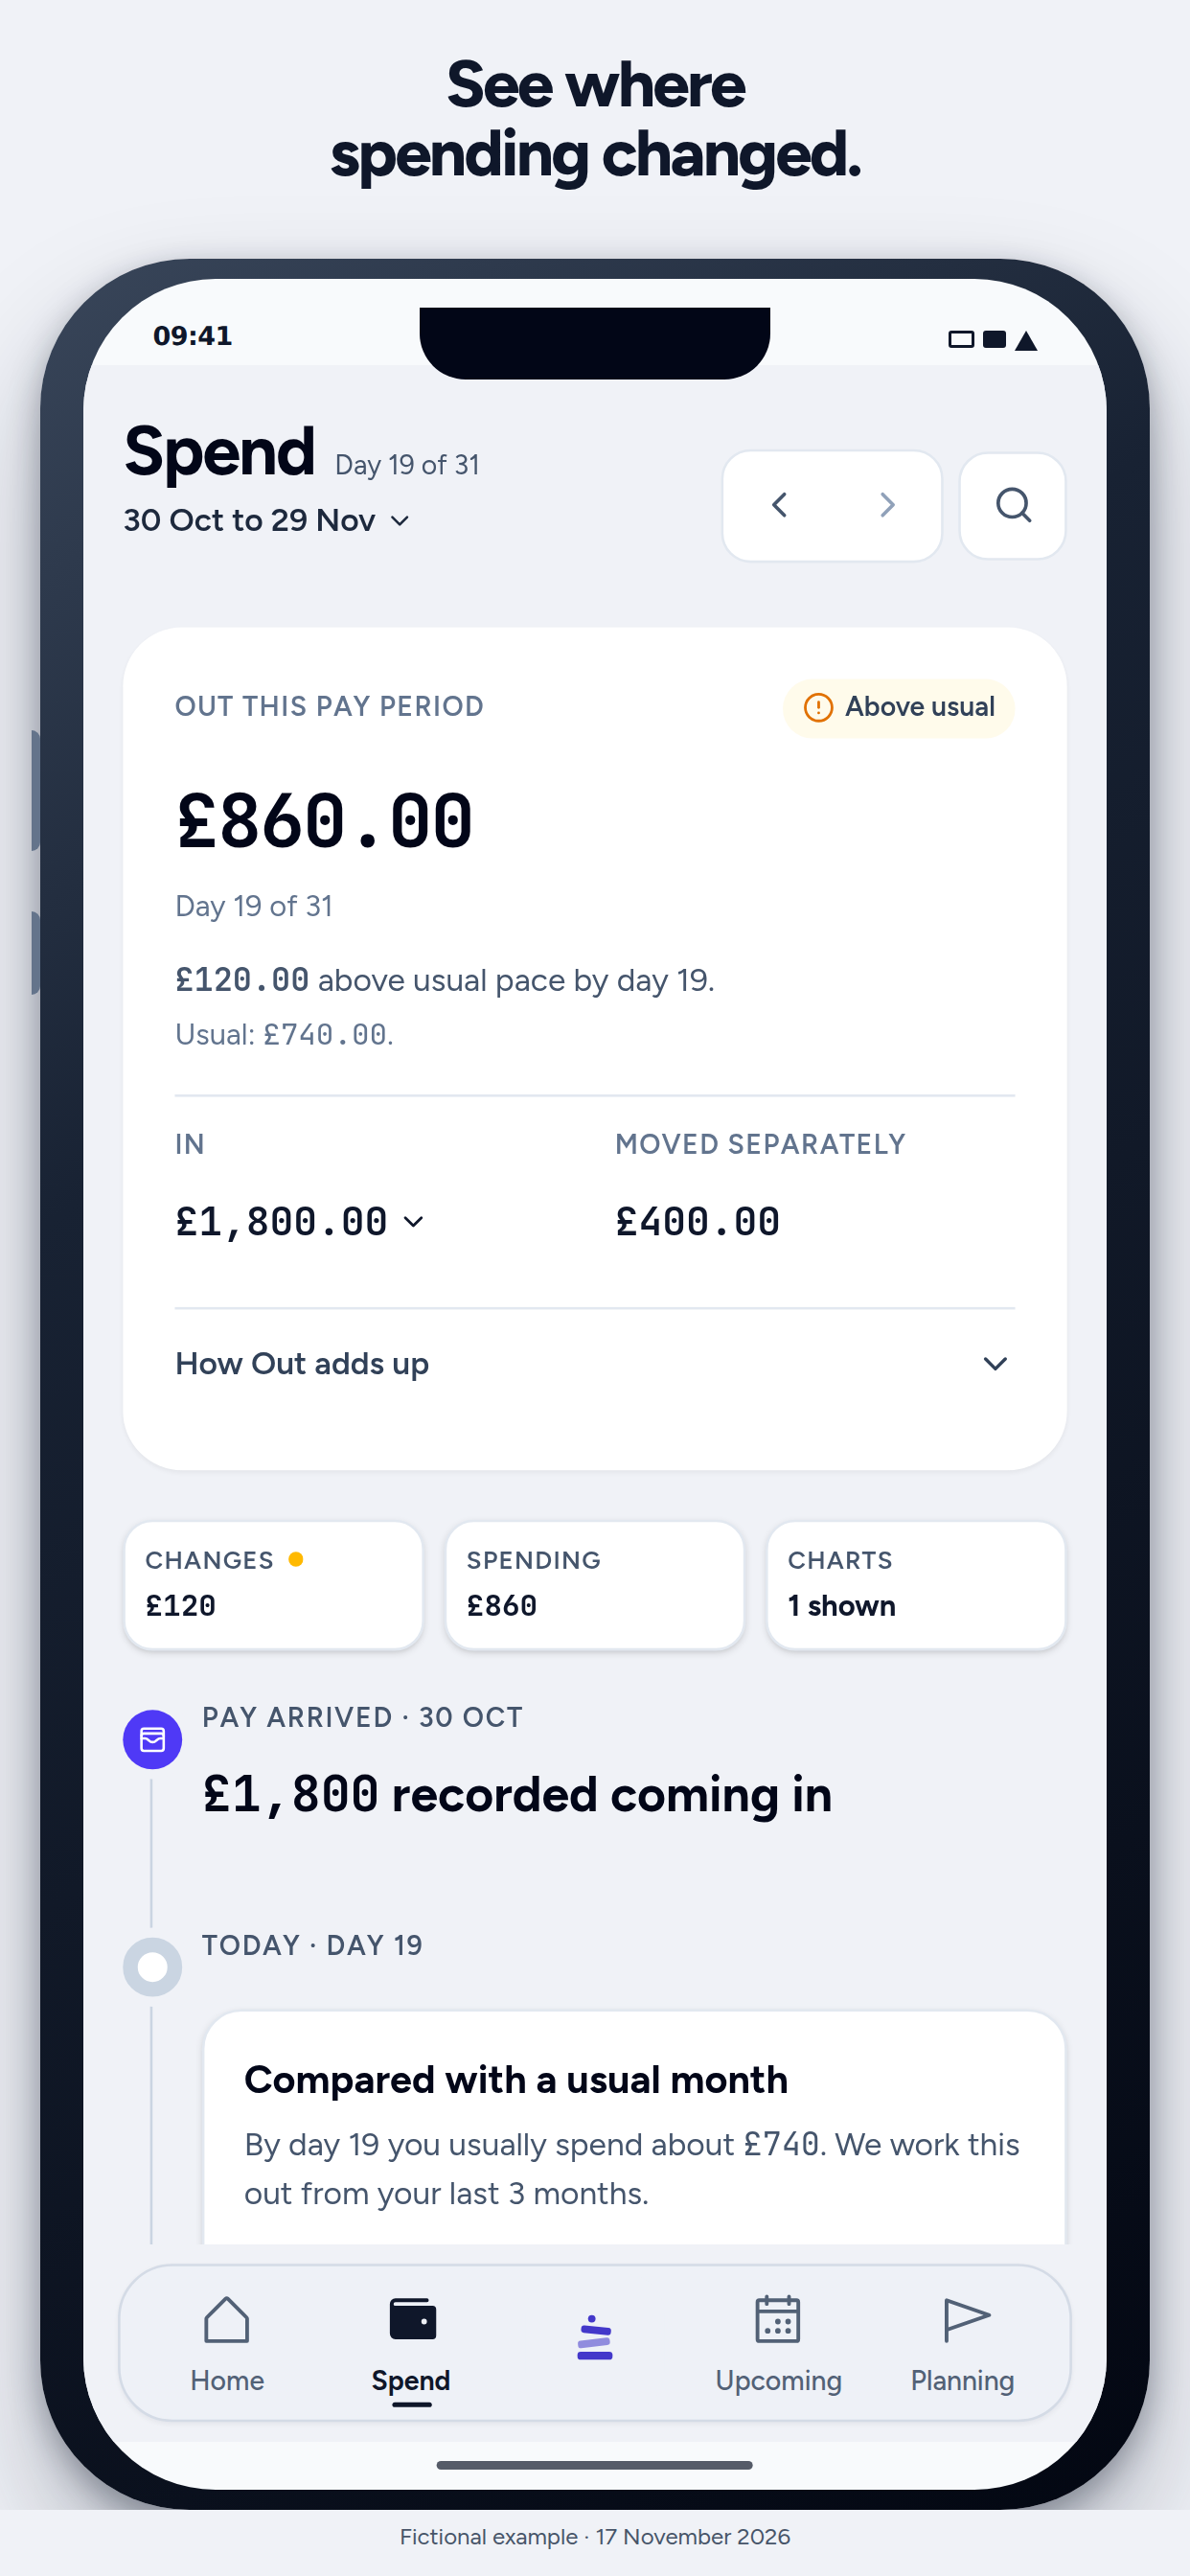 See where
spending changed.
09:41
Spend Day 19 of 31
30 Oct to 29 Nov
OUT THIS PAY PERIOD
Above usual
£860.00
Day 19 of 31
£120.00 above usual pace by day 19.
Usual: £740.00.
IN
MOVED SEPARATELY
£1,800.00
£400.00
How Out adds up
CHANGES
£120
SPENDING
£860
CHARTS
1 shown
PAY ARRIVED · 30 OCT
£1,800 recorded coming in
TODAY · DAY 19
Compared with a usual month
By day 19 you usually spend about £740. We work this
out from your last 3 months.
Home
Spend
Upcoming
Planning
Fictional example · 17 November 2026